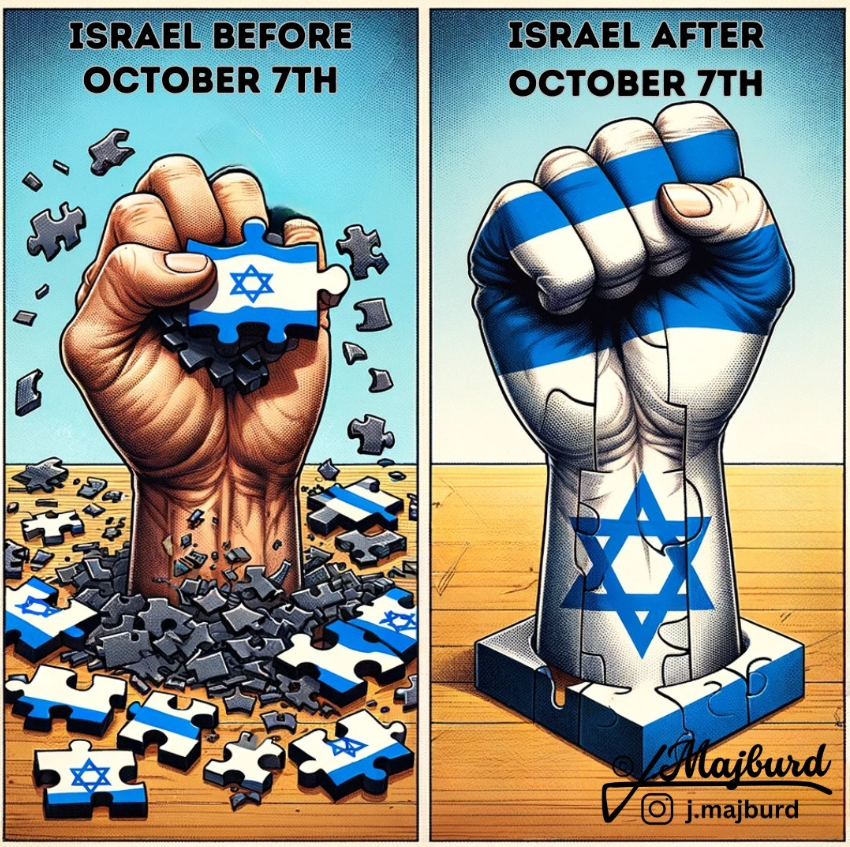 ISRAEL BEFORE
OCTOBER 7TH
ISRAEL AFTER
OCTOBER 7TH
© Majburd
j.majburd